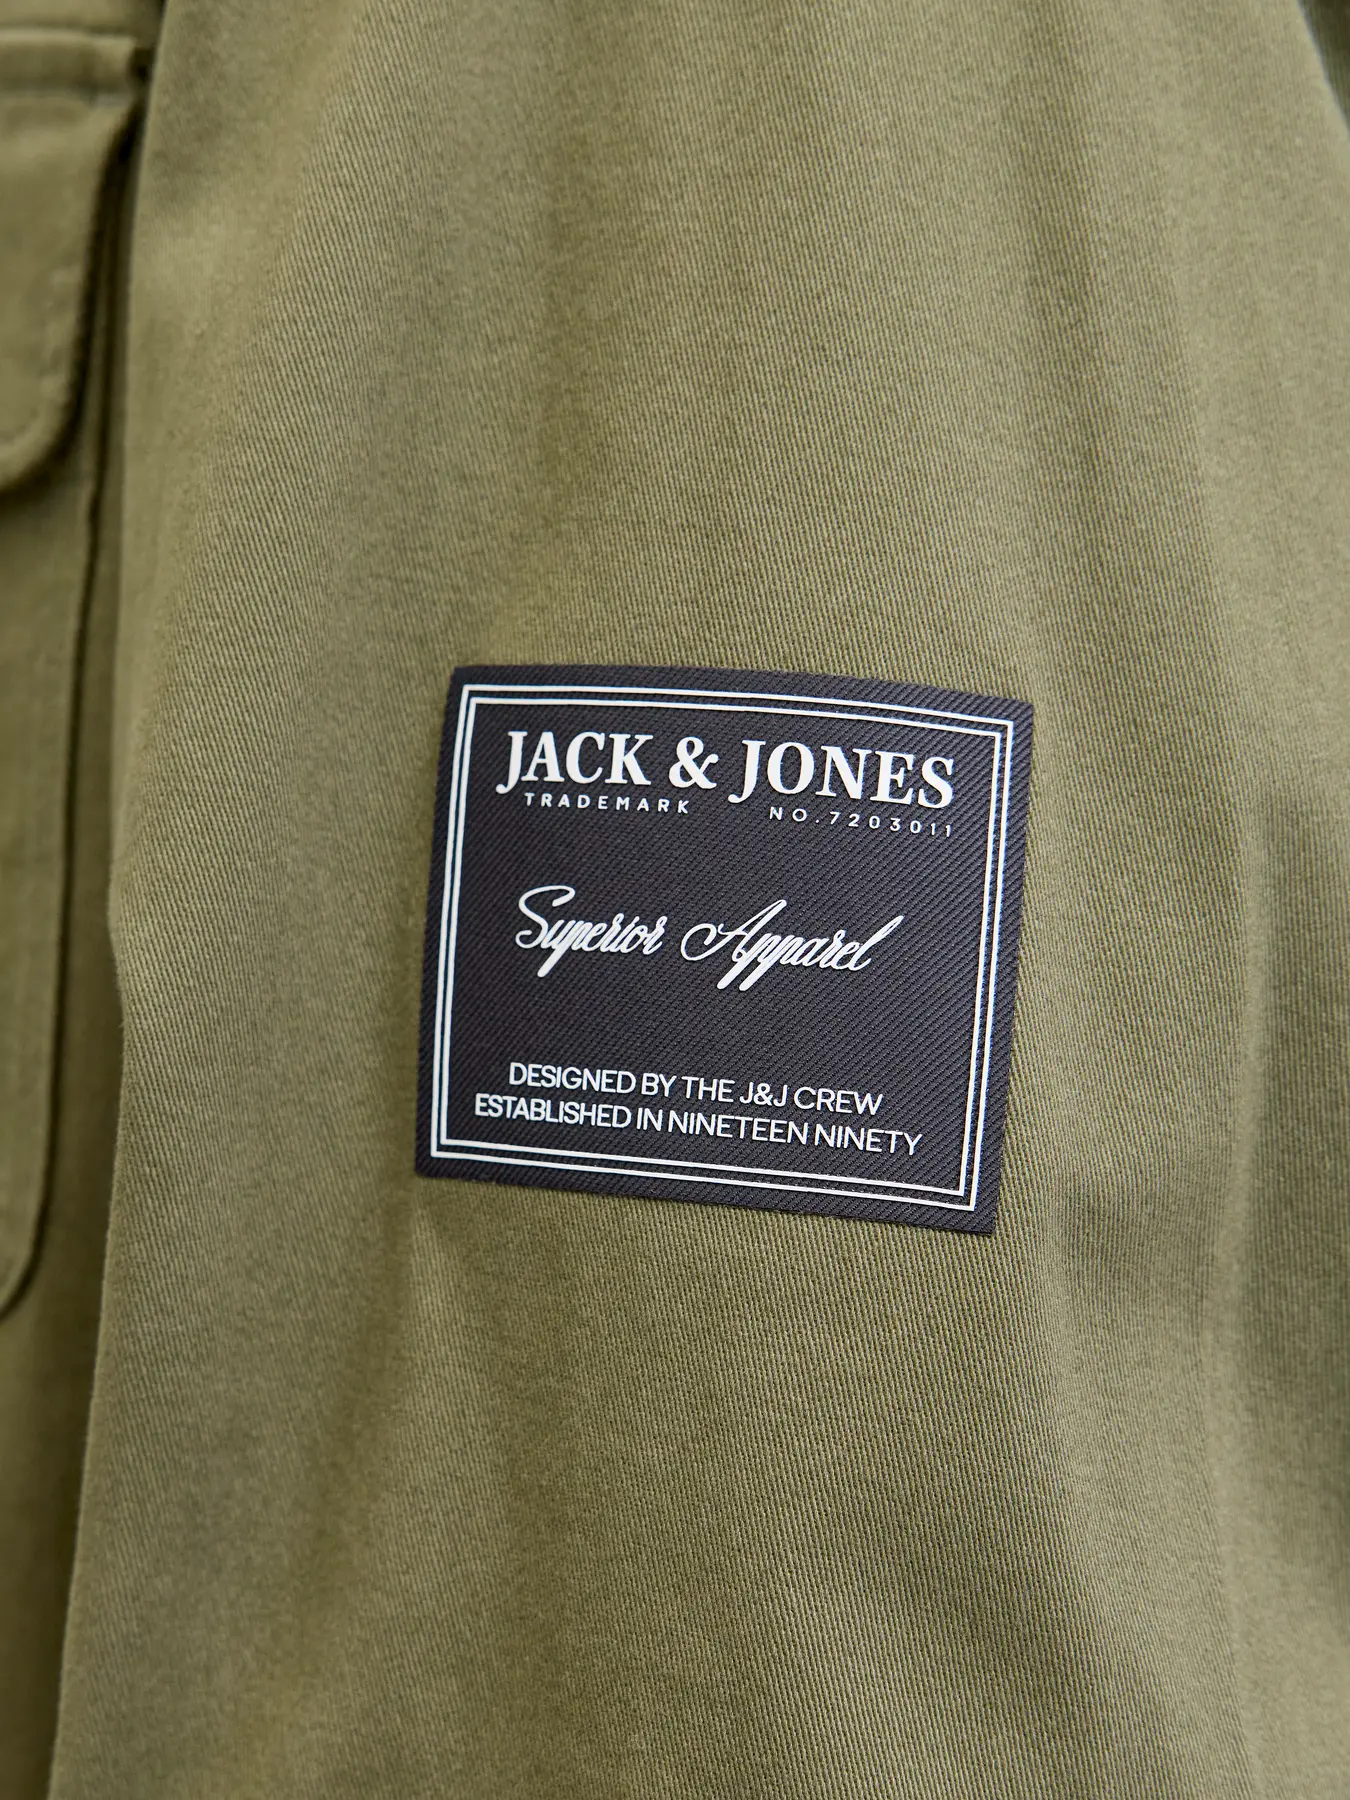 JACK & JONES
TRADEMARK NO.7203011
Superior Apparel
DESIGNED BY THE J&J CREW
ESTABLISHED IN NINETEEN NINETY